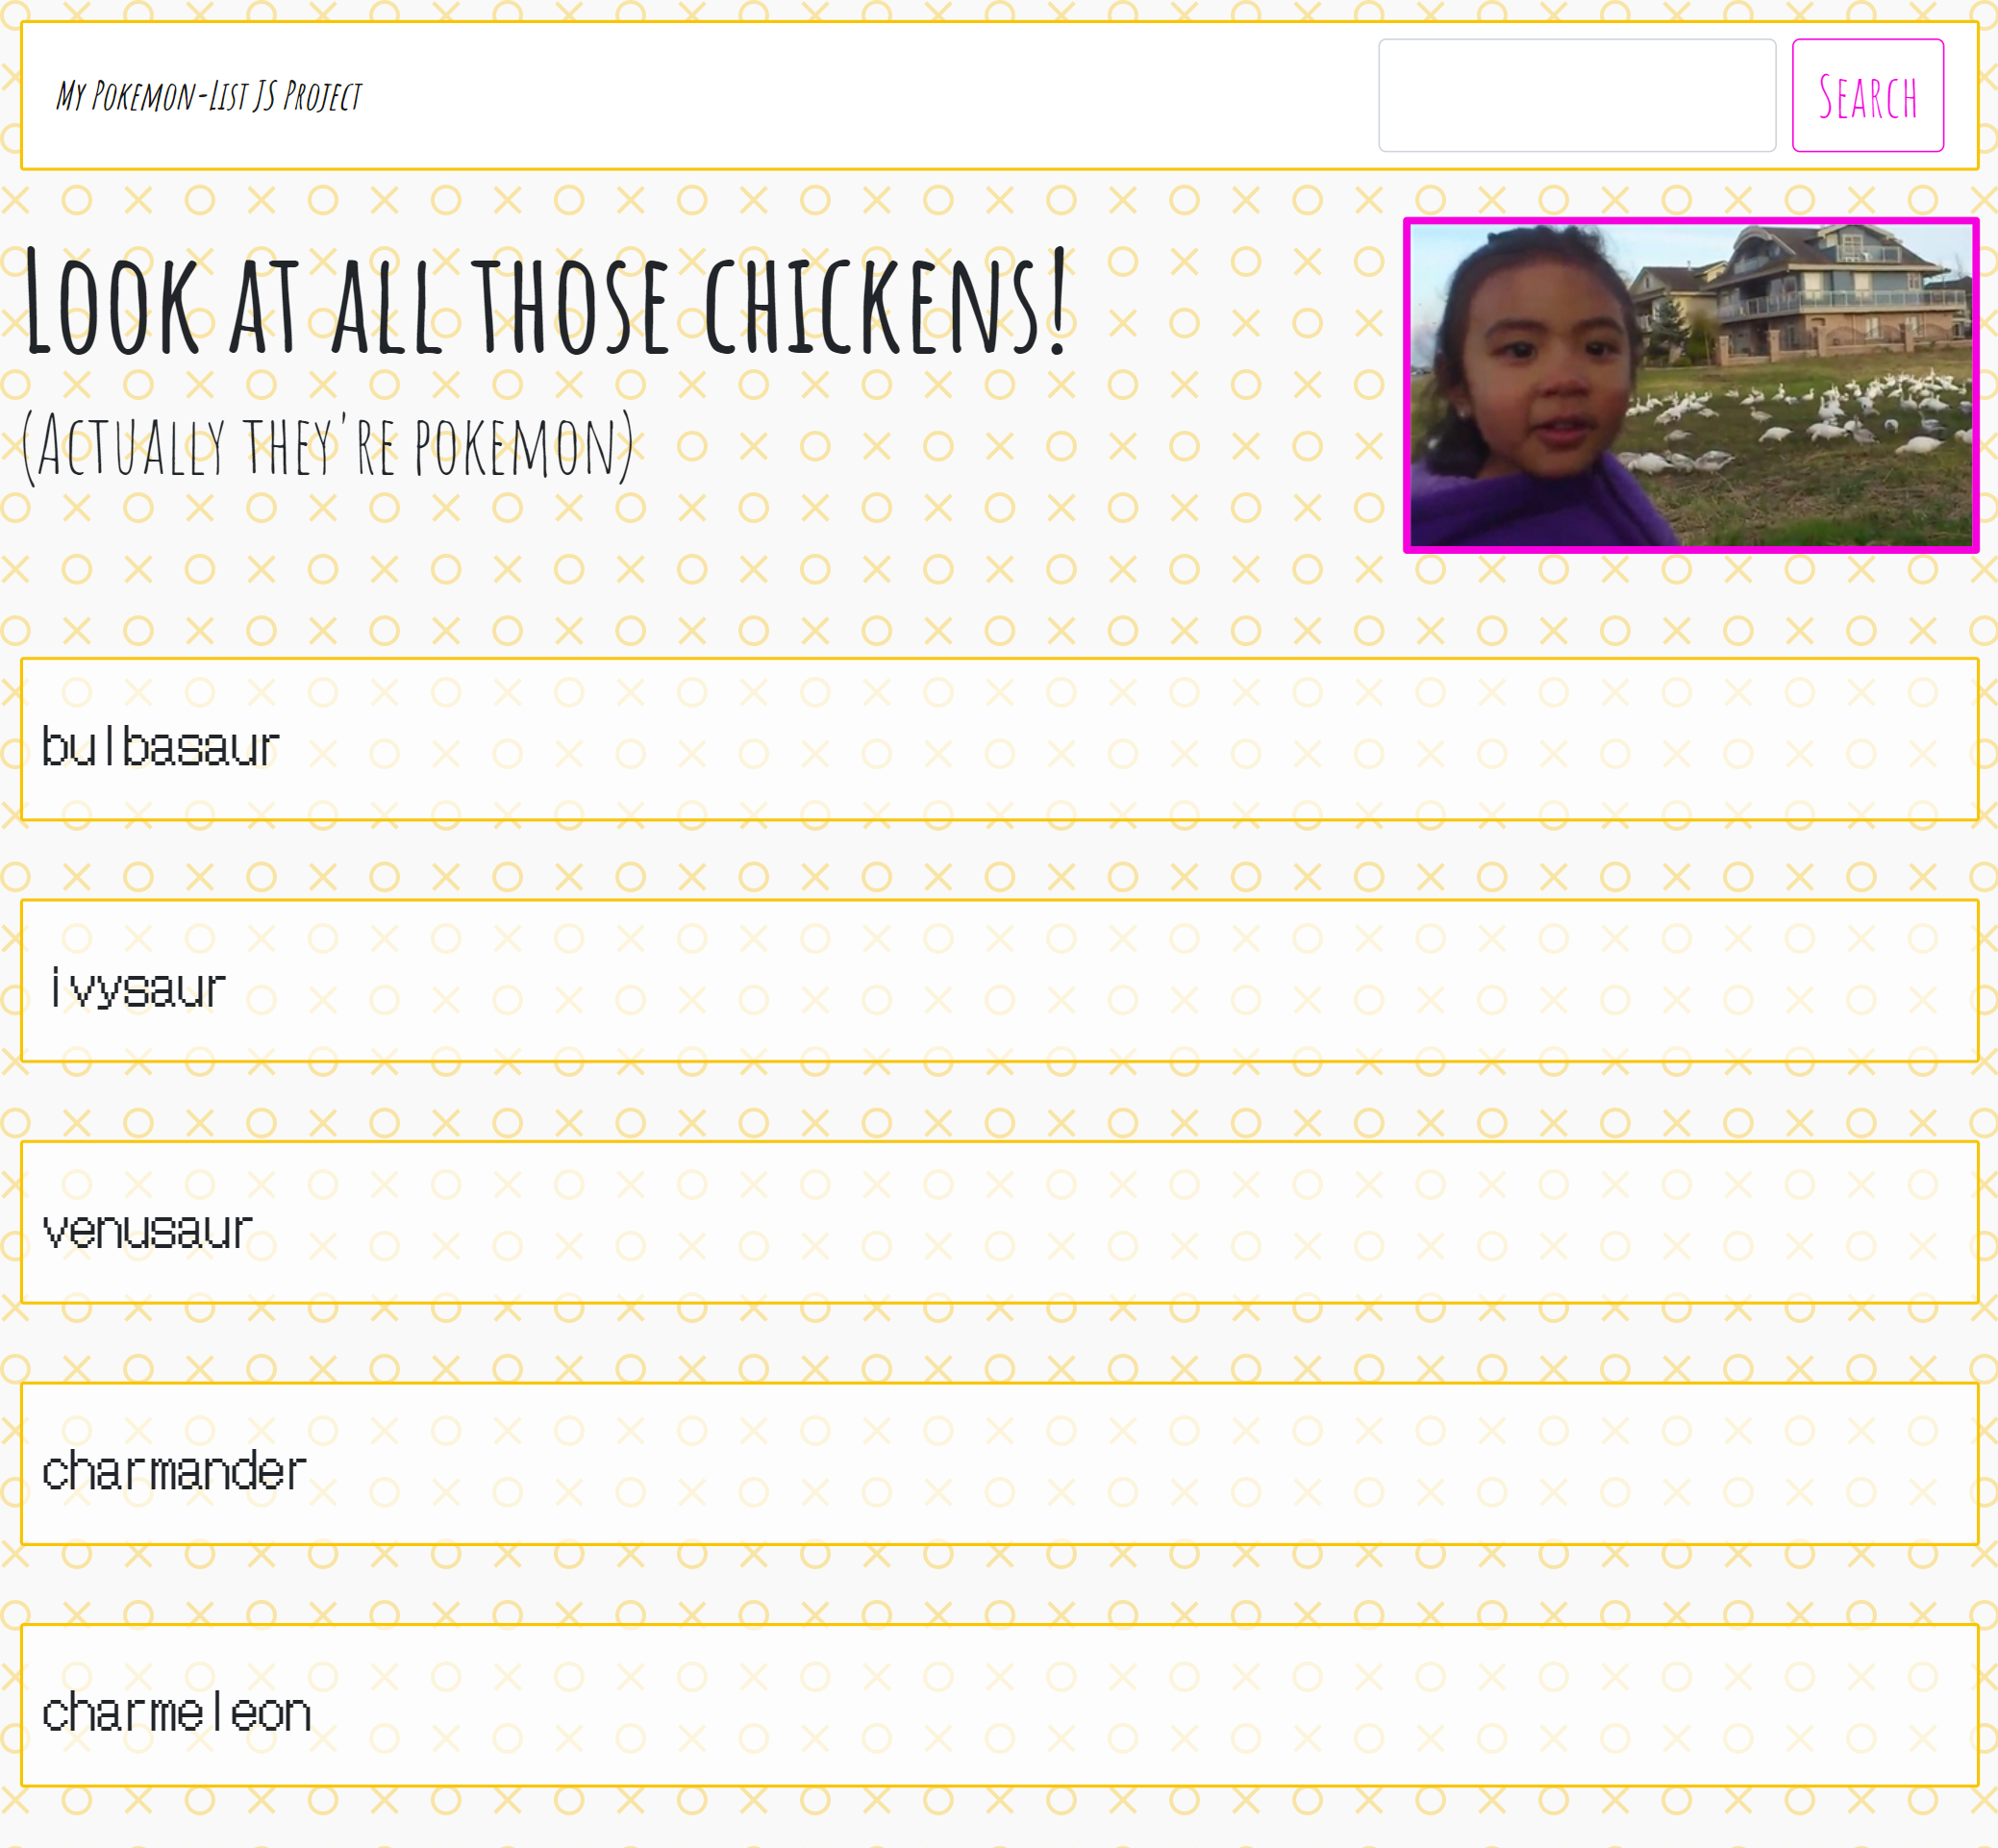 My Pokemon-List JS Project
Search
Look at all those chickens!
(Actually they're pokemon)
bulbasaur
ivysaur
venusaur
charmander
charmeleon